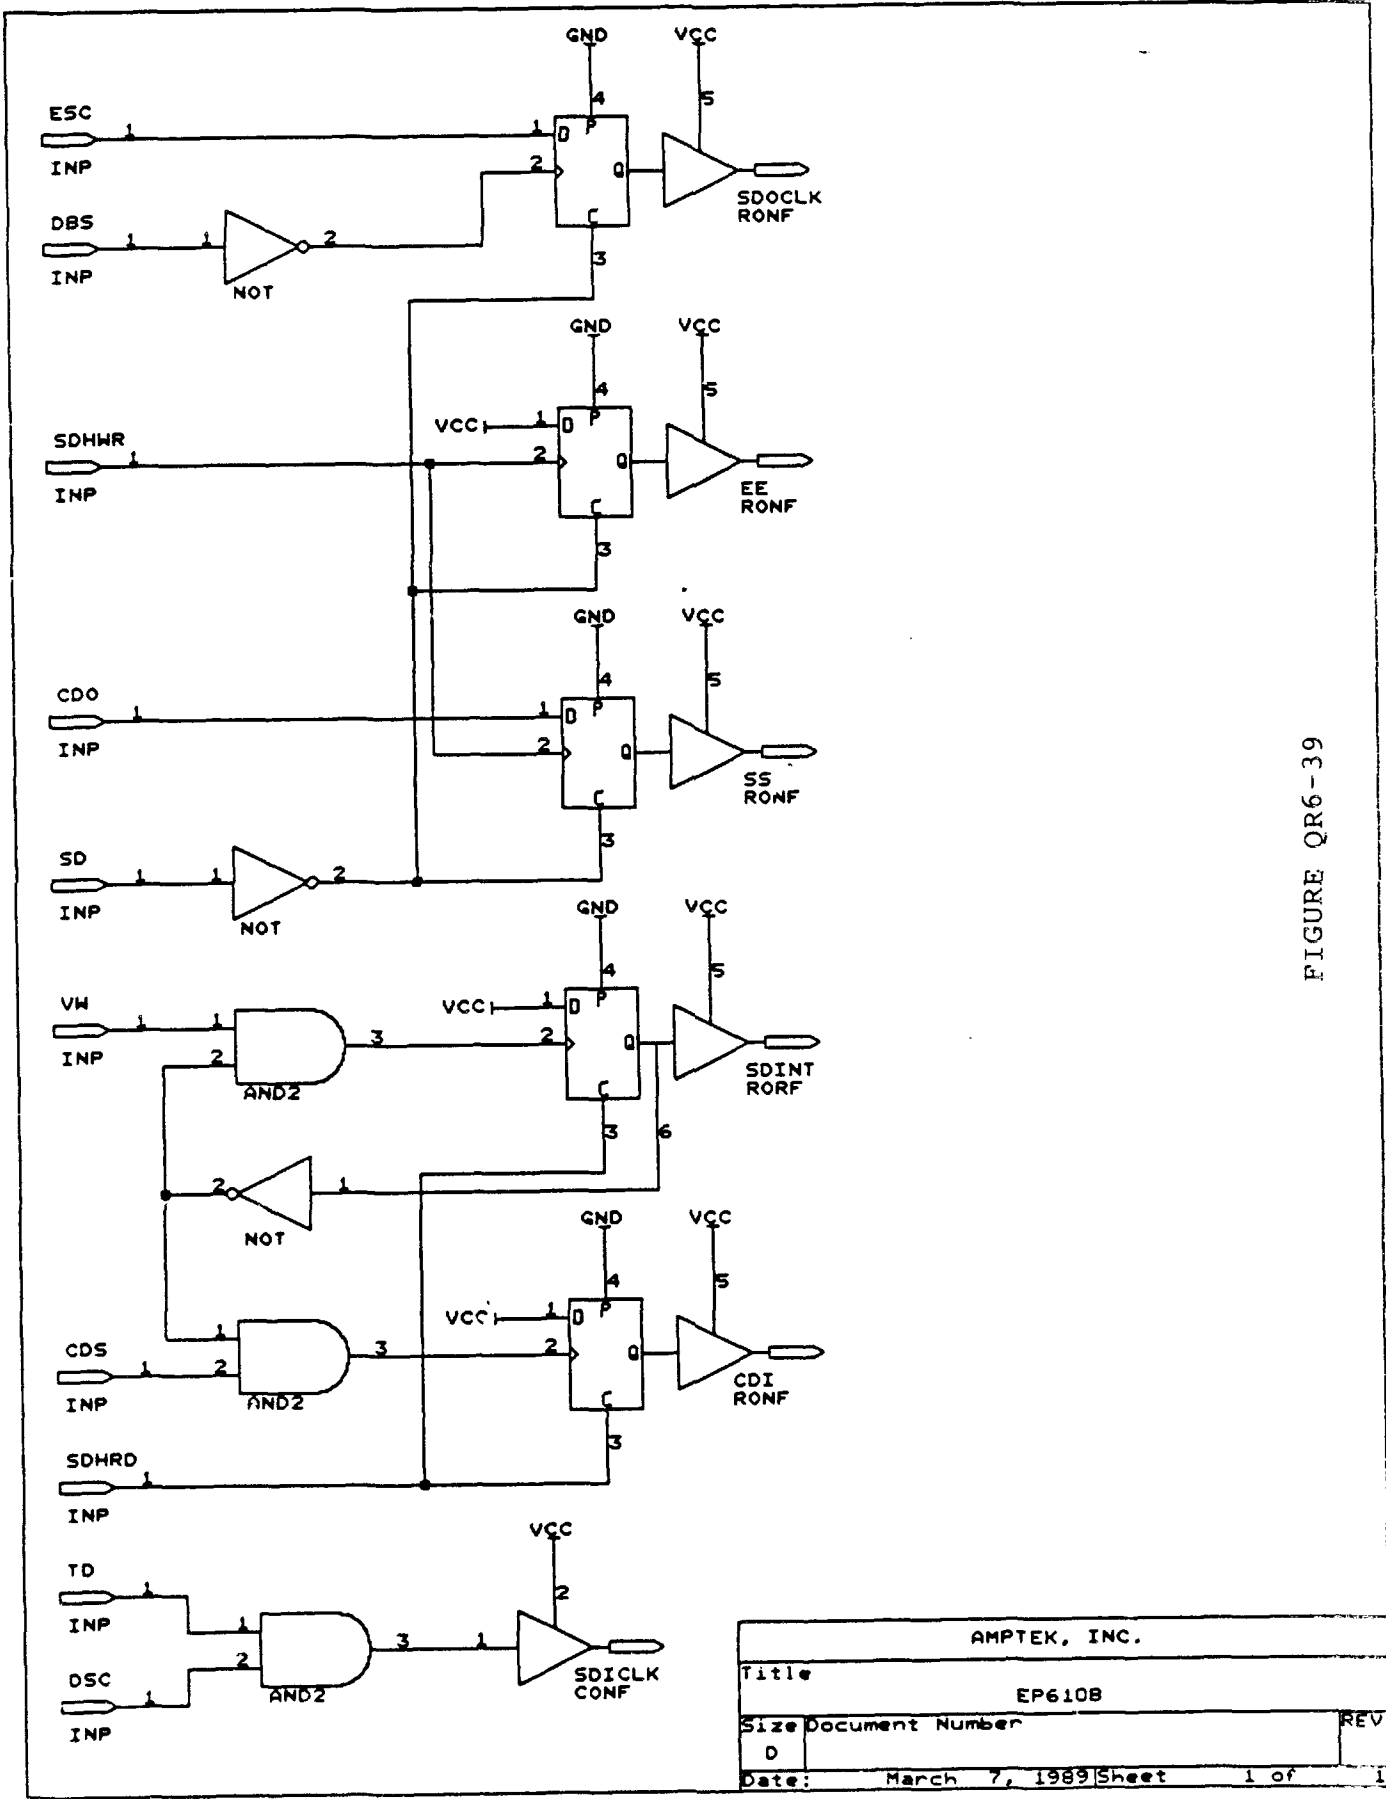 GND VCC
4 5
ESC
1 1 D P
INP 2 Q
SDOCLK
RONF
DBS
1 1 2 C
INP
NOT
3
GND VCC
4 5
VCC 1 D P
SDHWR
1 2 Q
INP
EE
RONF
C
3
GND VCC
4 5
CDO
1 1 D P
INP 2 Q
SS
RONF
C
3
SD
1 1 2
INP
NOT
GND VCC
4 5
VW
1 1 3 VCC 1 D P
INP 2 2 Q
AND2
SDINT
RORF
C
3 6
2 1
NOT
GND VCC
4 5
VCC 1 D P
1
CDS
1 2 3 2 Q
INP
AND2
CDI
RONF
C
3
SDHRD
1
INP
VCC
2
TD
1
INP
1 3 1
2
DSC
1
INP
AND2
SDICLK
CONF
FIGURE QR6-39
AMPTEK, INC.
Title
EP610B
Size Document Number REV
D
Date: March 7, 1989 Sheet 1 of 1